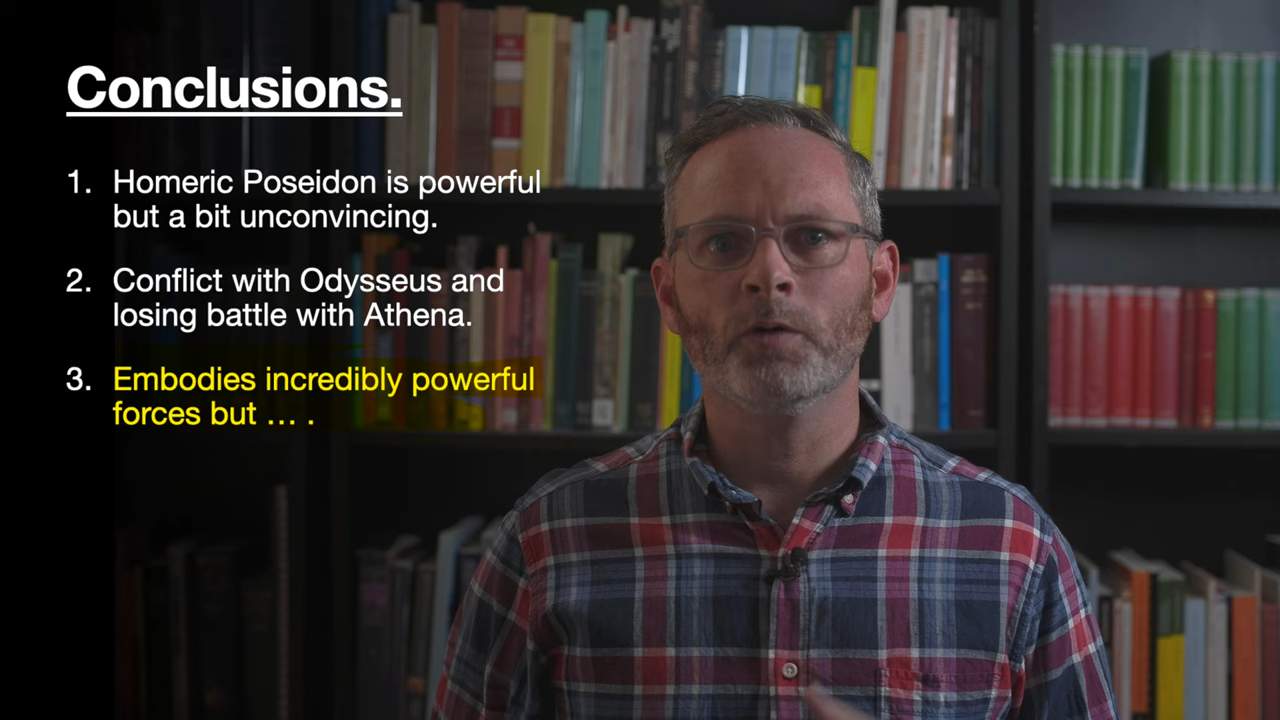 Conclusions.
1. Homeric Poseidon is powerful
but a bit unconvincing.
2. Conflict with Odysseus and
losing battle with Athena.
3. Embodies incredibly powerful
forces but ... .